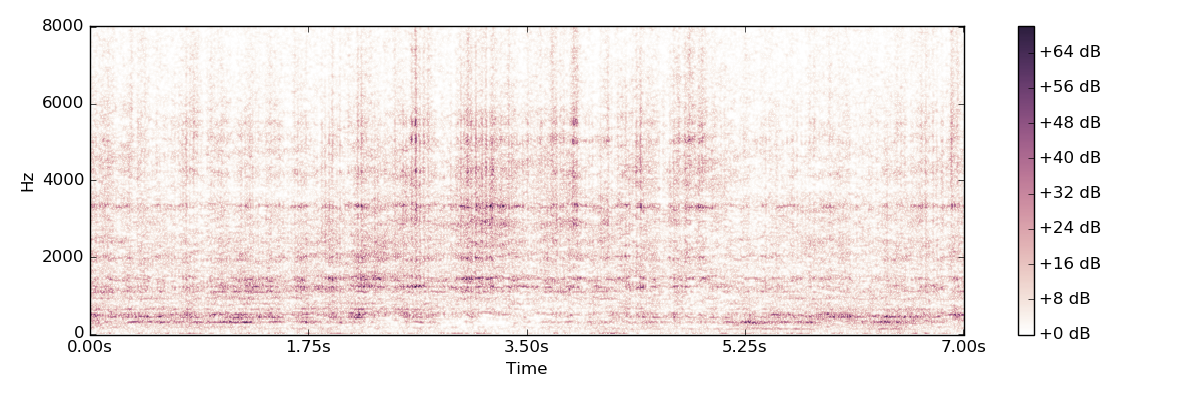 8000
6000
4000
2000
0
Hz
0.00s 1.75s 3.50s 5.25s 7.00s
Time
+64 dB
+56 dB
+48 dB
+40 dB
+32 dB
+24 dB
+16 dB
+8 dB
+0 dB